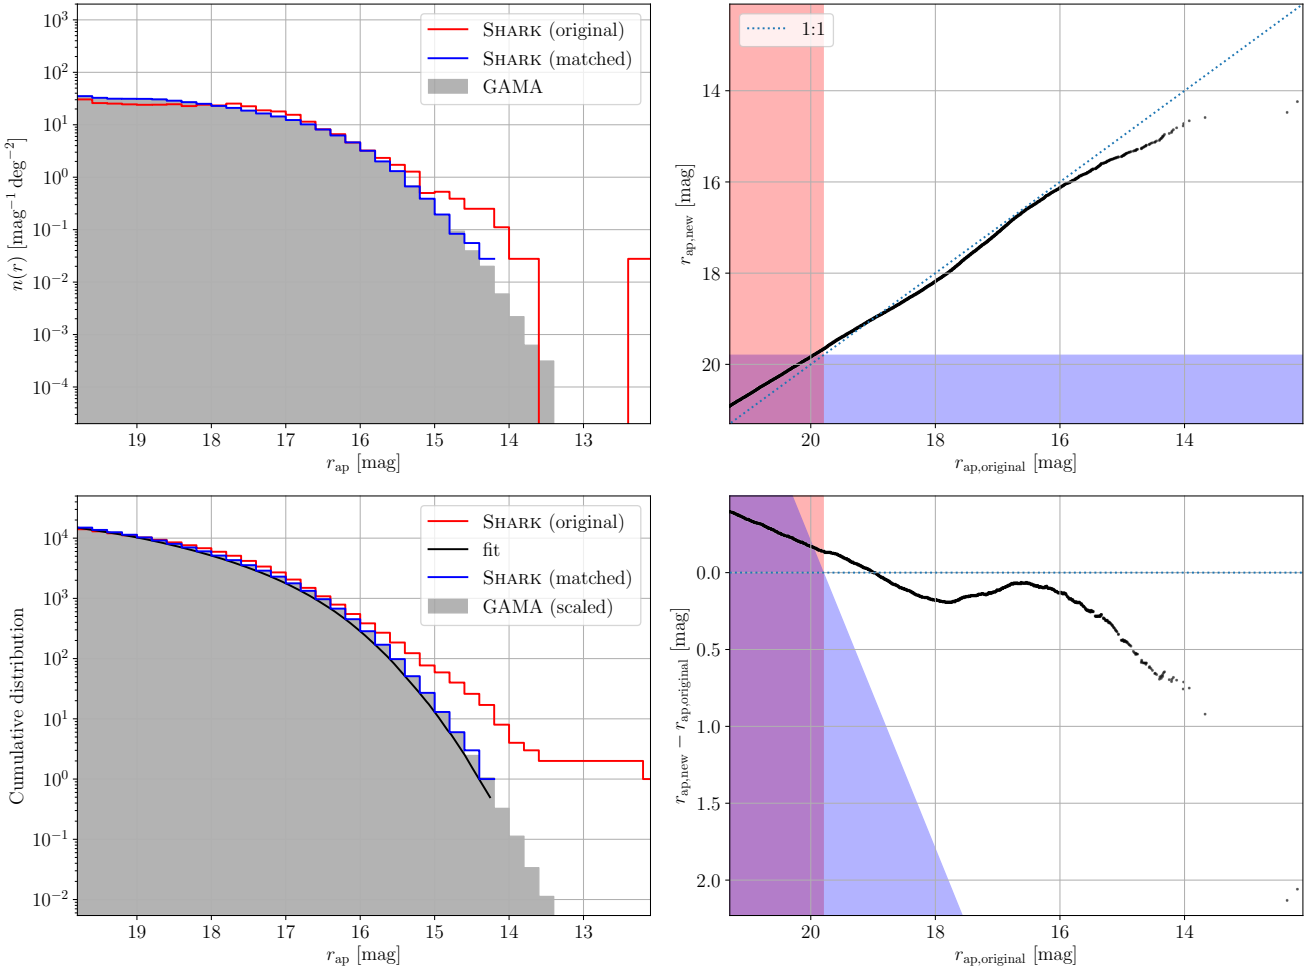 10³
10²
10¹
10⁰
10⁻¹
10⁻²
10⁻³
10⁻⁴
n(r) [mag⁻¹ deg⁻²]
SHARK (original)
SHARK (matched)
GAMA
19 18 17 16 15 14 13
r_ap [mag]
1:1
14
16
18
20
r_ap,new [mag]
20 18 16 14
r_ap,original [mag]
10⁴
10³
10²
10¹
10⁰
10⁻¹
10⁻²
Cumulative distribution
SHARK (original)
fit
SHARK (matched)
GAMA (scaled)
19 18 17 16 15 14 13
r_ap [mag]
0.0
0.5
1.0
1.5
2.0
r_ap,new − r_ap,original [mag]
20 18 16 14
r_ap,original [mag]